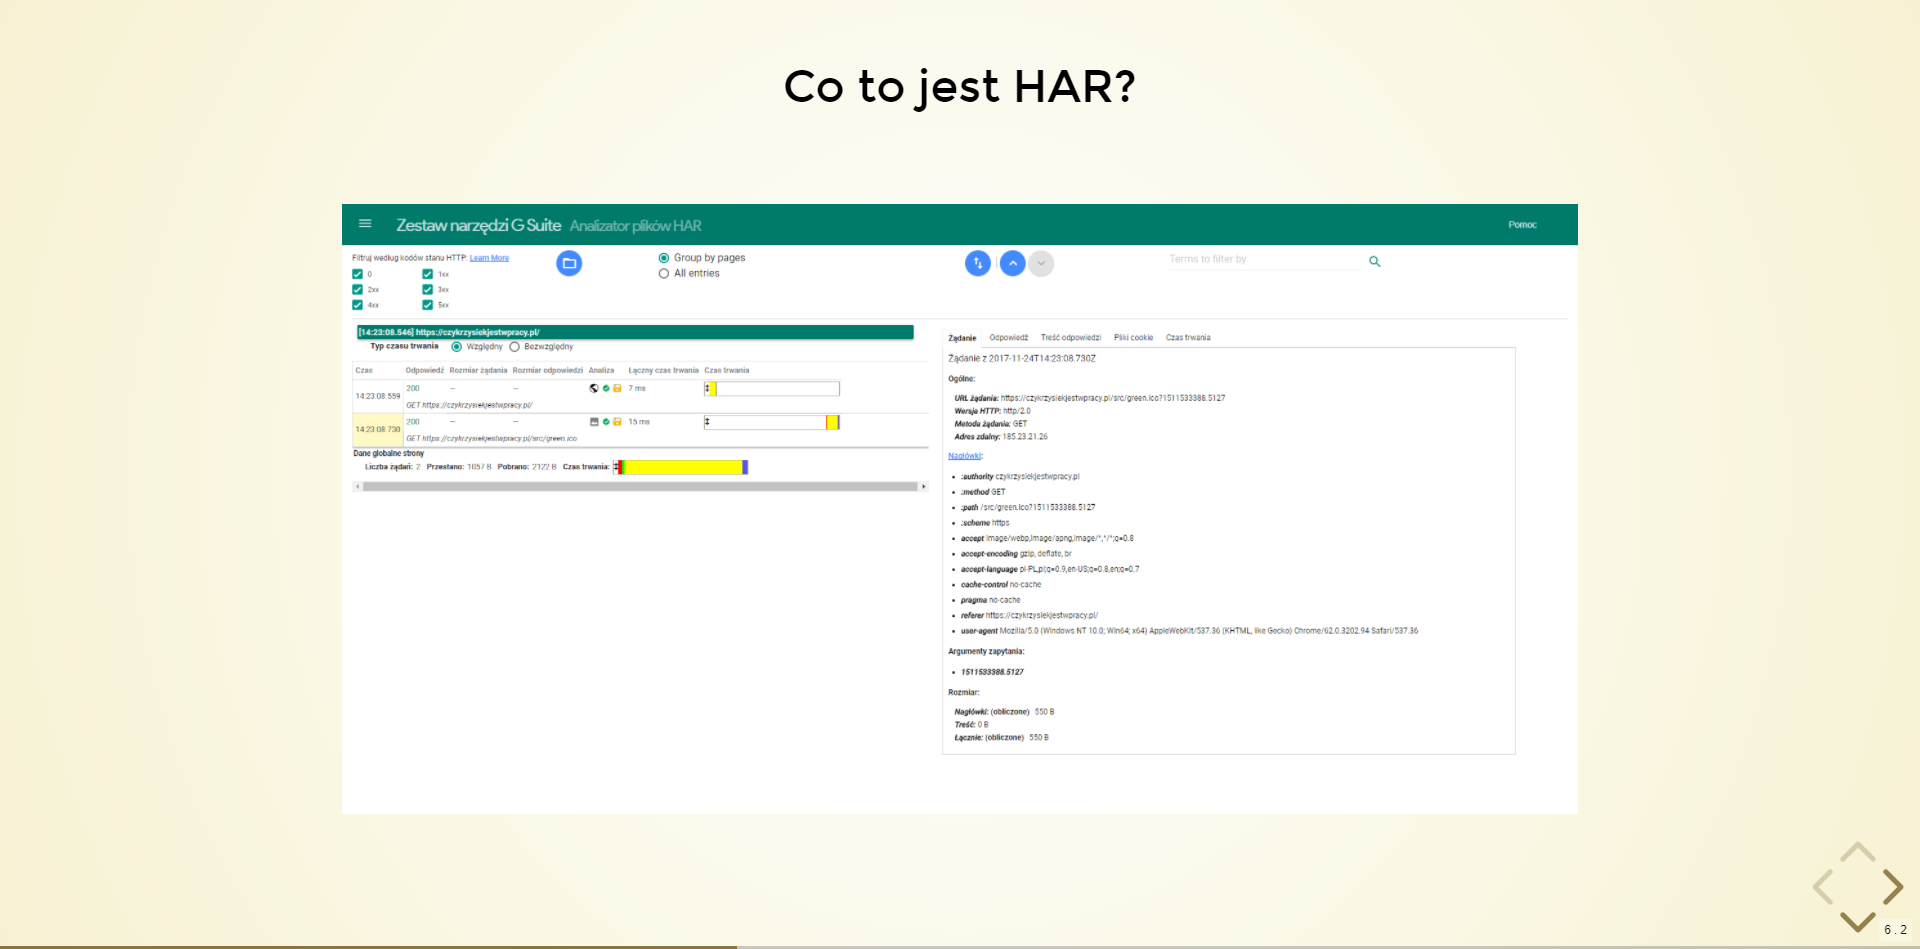 Co to jest HAR?
Zestaw narzędzi G Suite Analizator plików HAR
Pomoc
Filtruj według kodów stanu HTTP: Learn More
0 1xx
2xx 3xx
4xx 5xx
Group by pages
All entries
Terms to filter by
[14:23:08.546] https://czykrzysiekjestwpracy.pl/
Typ czasu trwania Względny Bezwzględny
Czas Odpowiedź Rozmiar żądania Rozmiar odpowiedzi Analiza Łączny czas trwania Czas trwania
14:23:08.559 200 -- -- 7 ms
GET https://czykrzysiekjestwpracy.pl/
14:23:08.730 200 -- -- 15 ms
GET https://czykrzysiekjestwpracy.pl/src/green.ico
Dane globalne strony
Liczba żądań: 2 Przesłano: 1057 B Pobrano: 2122 B Czas trwania:
Żądanie Odpowiedź Treść odpowiedzi Pliki cookie Czas trwania
Żądanie z 2017-11-24T14:23:08.730Z
Ogólne:
URL żądania: https://czykrzysiekjestwpracy.pl/src/green.ico?1511533388.5127
Wersja HTTP: http/2.0
Metoda żądania: GET
Adres zdalny: 185.23.21.26
Nagłówki:
• :authority czykrzysiekjestwpracy.pl
• :method GET
• :path /src/green.ico?1511533388.5127
• :scheme https
• accept image/webp,image/apng,image/*,*/*;q=0.8
• accept-encoding gzip, deflate, br
• accept-language pl-PL,pl;q=0.9,en-US;q=0.8,en;q=0.7
• cache-control no-cache
• pragma no-cache
• referer https://czykrzysiekjestwpracy.pl/
• user-agent Mozilla/5.0 (Windows NT 10.0; Win64; x64) AppleWebKit/537.36 (KHTML, like Gecko) Chrome/62.0.3202.94 Safari/537.36
Argumenty zapytania:
• 1511533388.5127
Rozmiar:
Nagłówki: (obliczone) 550 B
Treść: 0 B
Łącznie: (obliczone) 550 B
6 . 2